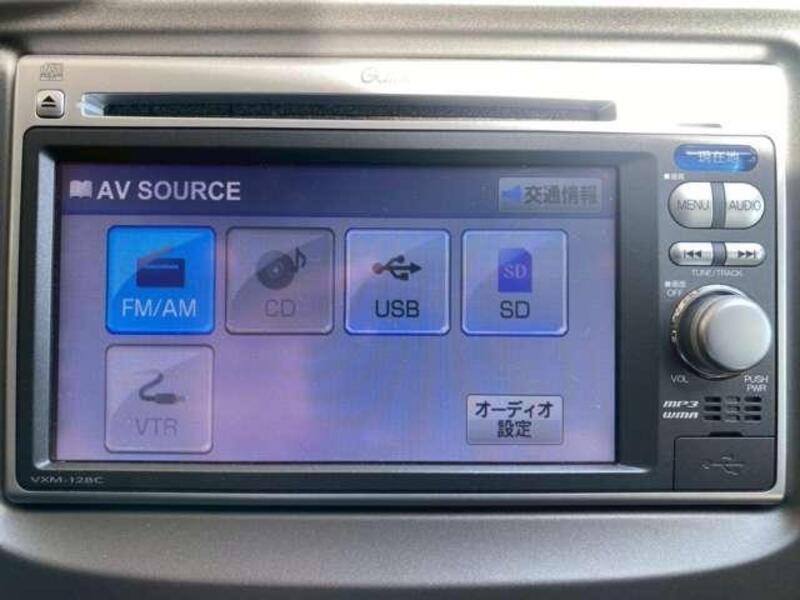 AV SOURCE
交通情報
FM/AM
CD
USB
SD
SD
VTR
オーディオ
設定
現在地
MENU
AUDIO
TUNE/TRACK
OFF
VOL
PUSH
PWR
MP3
WMA
VXM-128C